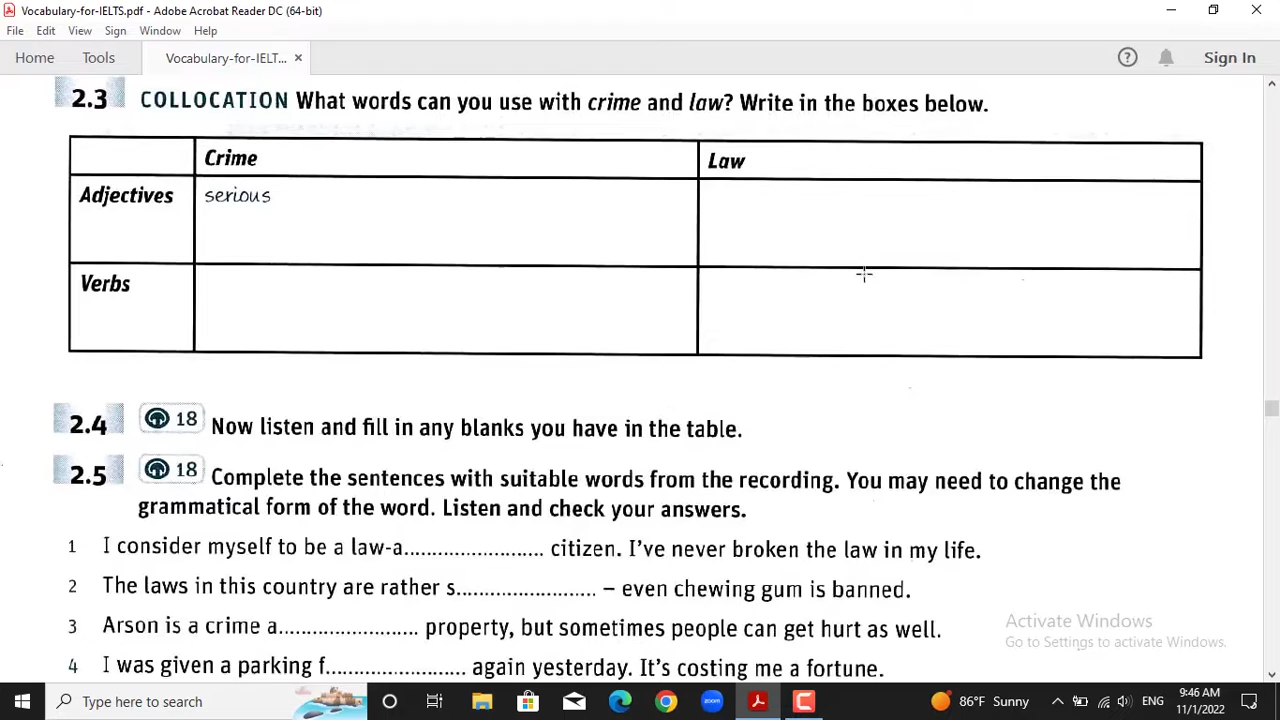 Vocabulary-for-IELTS.pdf - Adobe Acrobat Reader DC (64-bit)
File Edit View Sign Window Help
Home Tools Vocabulary-for-IELT... × Sign In
2.3 COLLOCATION What words can you use with crime and law? Write in the boxes below.
Crime Law
Adjectives serious
Verbs
2.4 18 Now listen and fill in any blanks you have in the table.
2.5 18 Complete the sentences with suitable words from the recording. You may need to change the
grammatical form of the word. Listen and check your answers.
1 I consider myself to be a law-a........................ citizen. I've never broken the law in my life.
2 The laws in this country are rather s........................ – even chewing gum is banned.
3 Arson is a crime a........................ property, but sometimes people can get hurt as well.
4 I was given a parking f........................ again yesterday. It's costing me a fortune.
Activate Windows
Go to Settings to activate Windows.
Type here to search zoom 86°F Sunny ENG 9:46 AM
11/1/2022